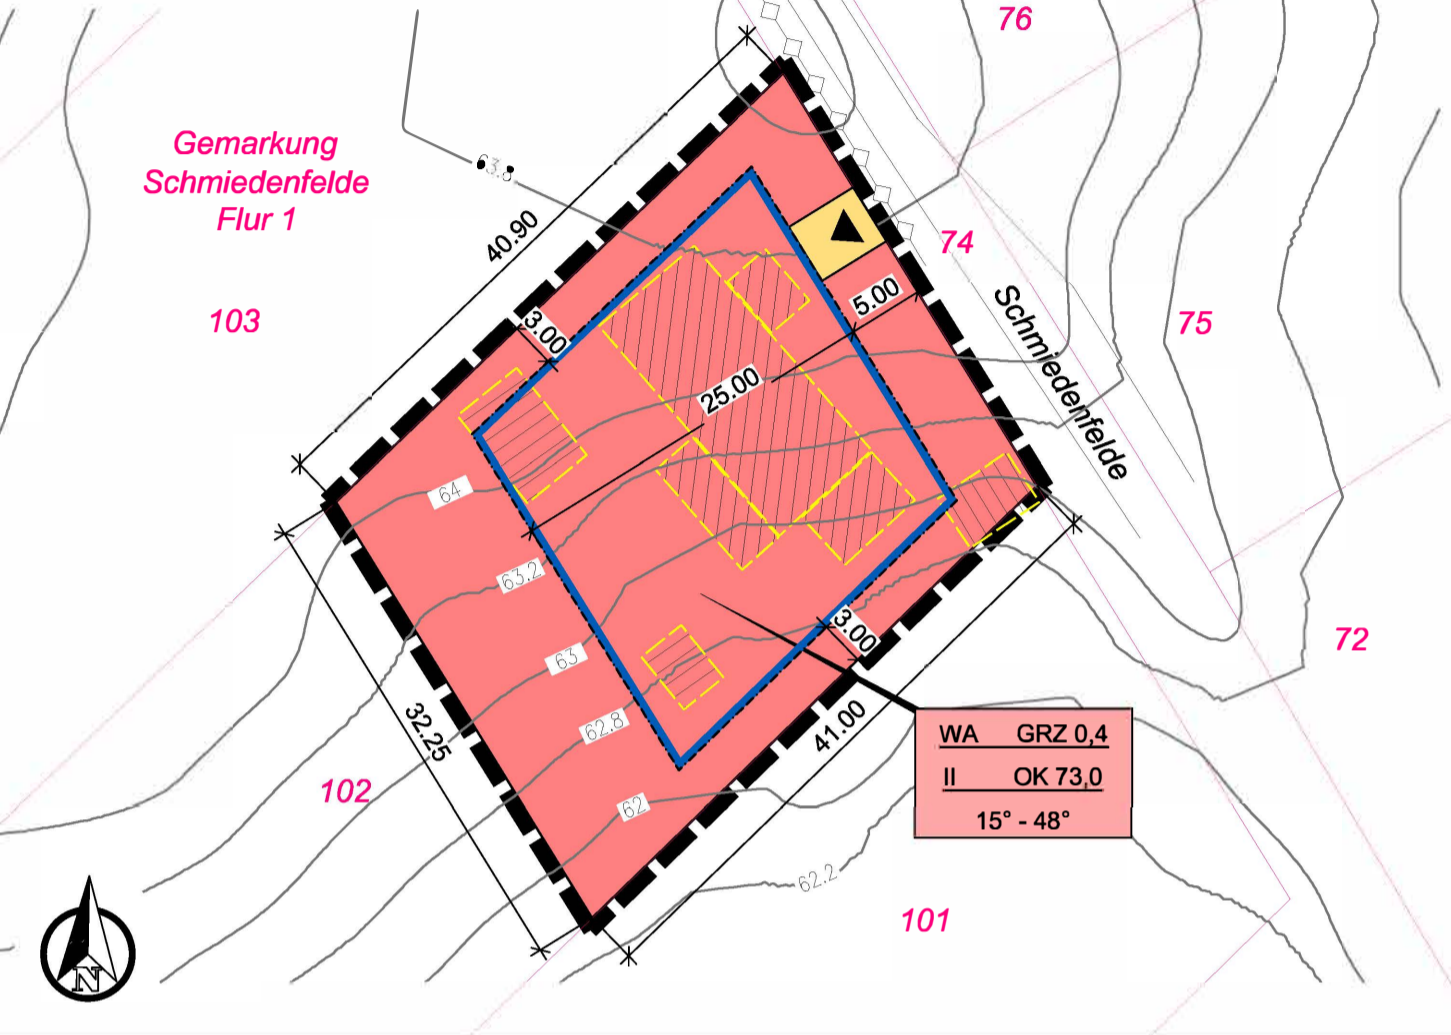 76
Gemarkung
Schmiedenfelde
Flur 1
63.8
40.90
74
103
5.00
Schmiedenfelde
75
3.00
25.00
64
63.2
3.00
72
63
32.25
62.8
41.00
WA GRZ 0,4
II OK 73,0
15° - 48°
102
62
62.2
101
N